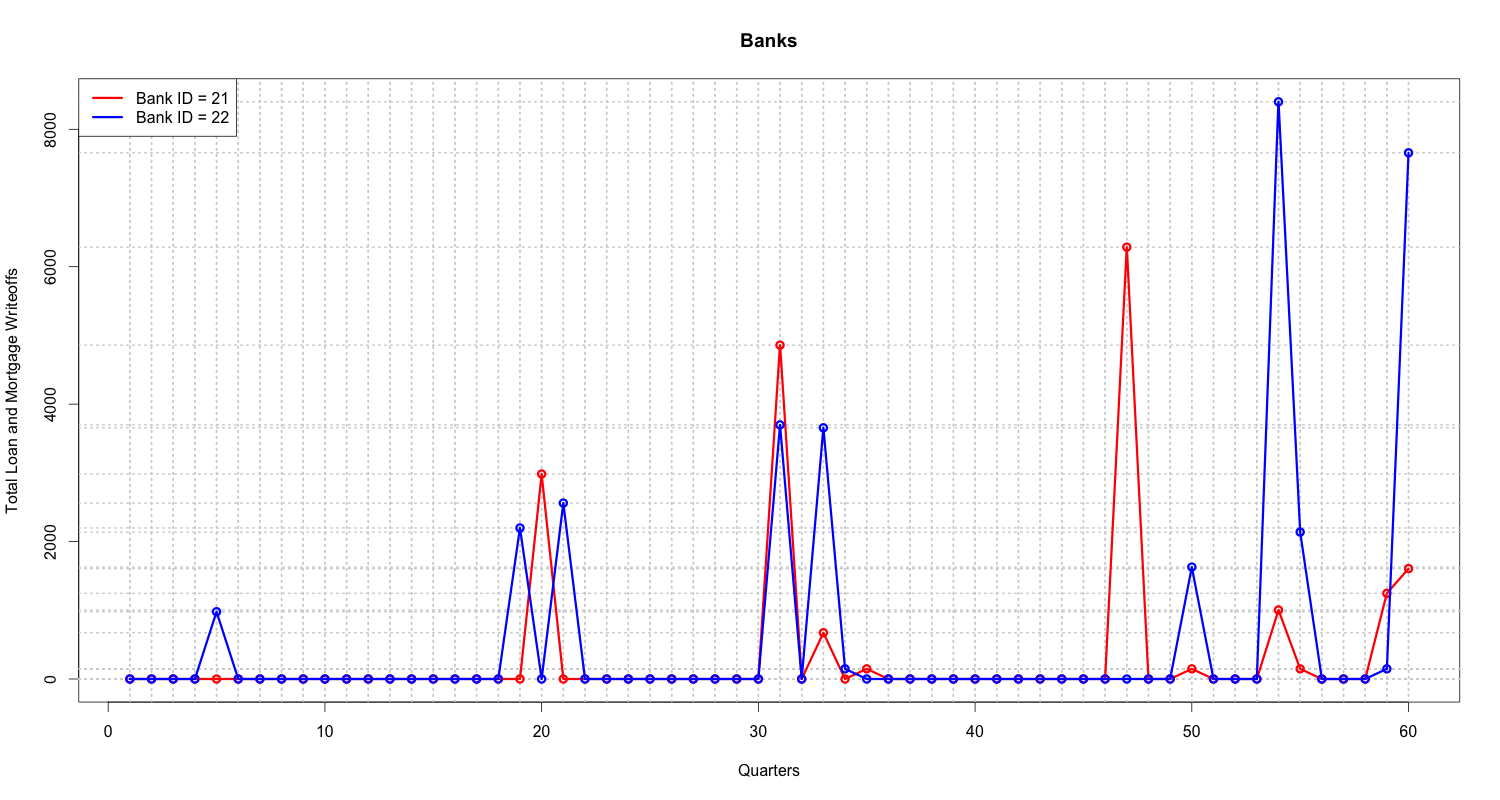 Banks
Bank ID = 21
Bank ID = 22
Total Loan and Mortgage Writeoffs
8000
6000
4000
2000
0
0 10 20 30 40 50 60
Quarters